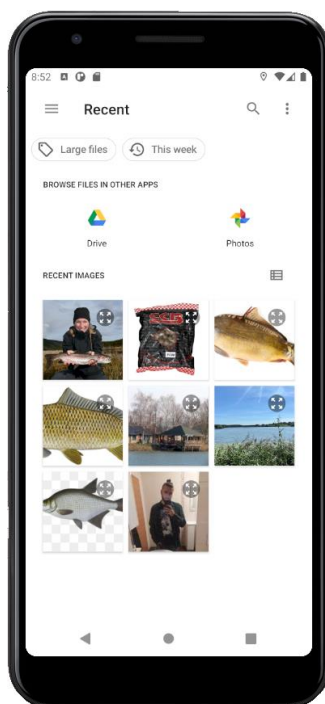 8:52
Recent
Large files
This week
BROWSE FILES IN OTHER APPS
Drive
Photos
RECENT IMAGES